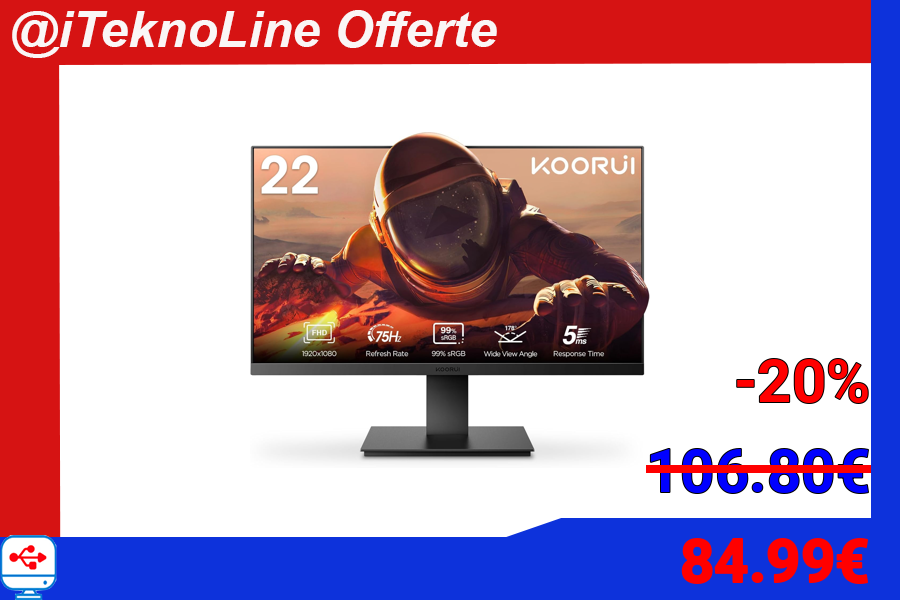 @iTeknoLine Offerte
22
KOORUI
FHD
75Hz
99%
sRGB
178°
5ms
1920x1080
Refresh Rate
99% sRGB
Wide View Angle
Response Time
KOORUI
-20%
106.80€
84.99€